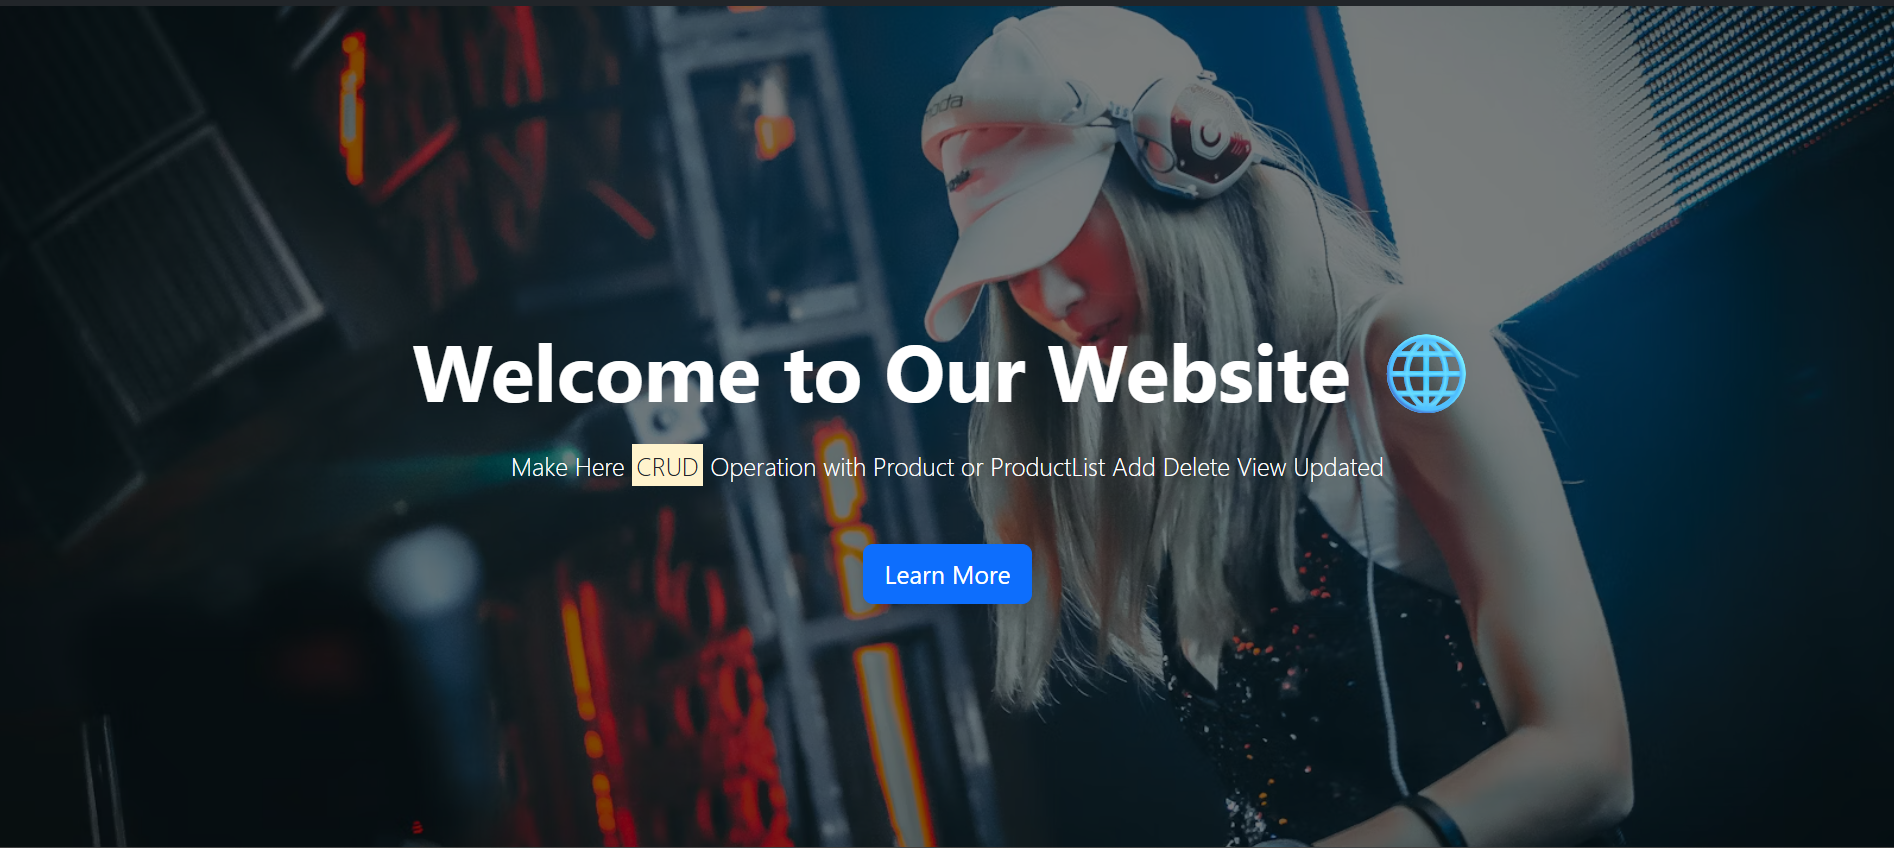 Welcome to Our Website 🌐
Make Here CRUD Operation with Product or ProductList Add Delete View Updated
Learn More